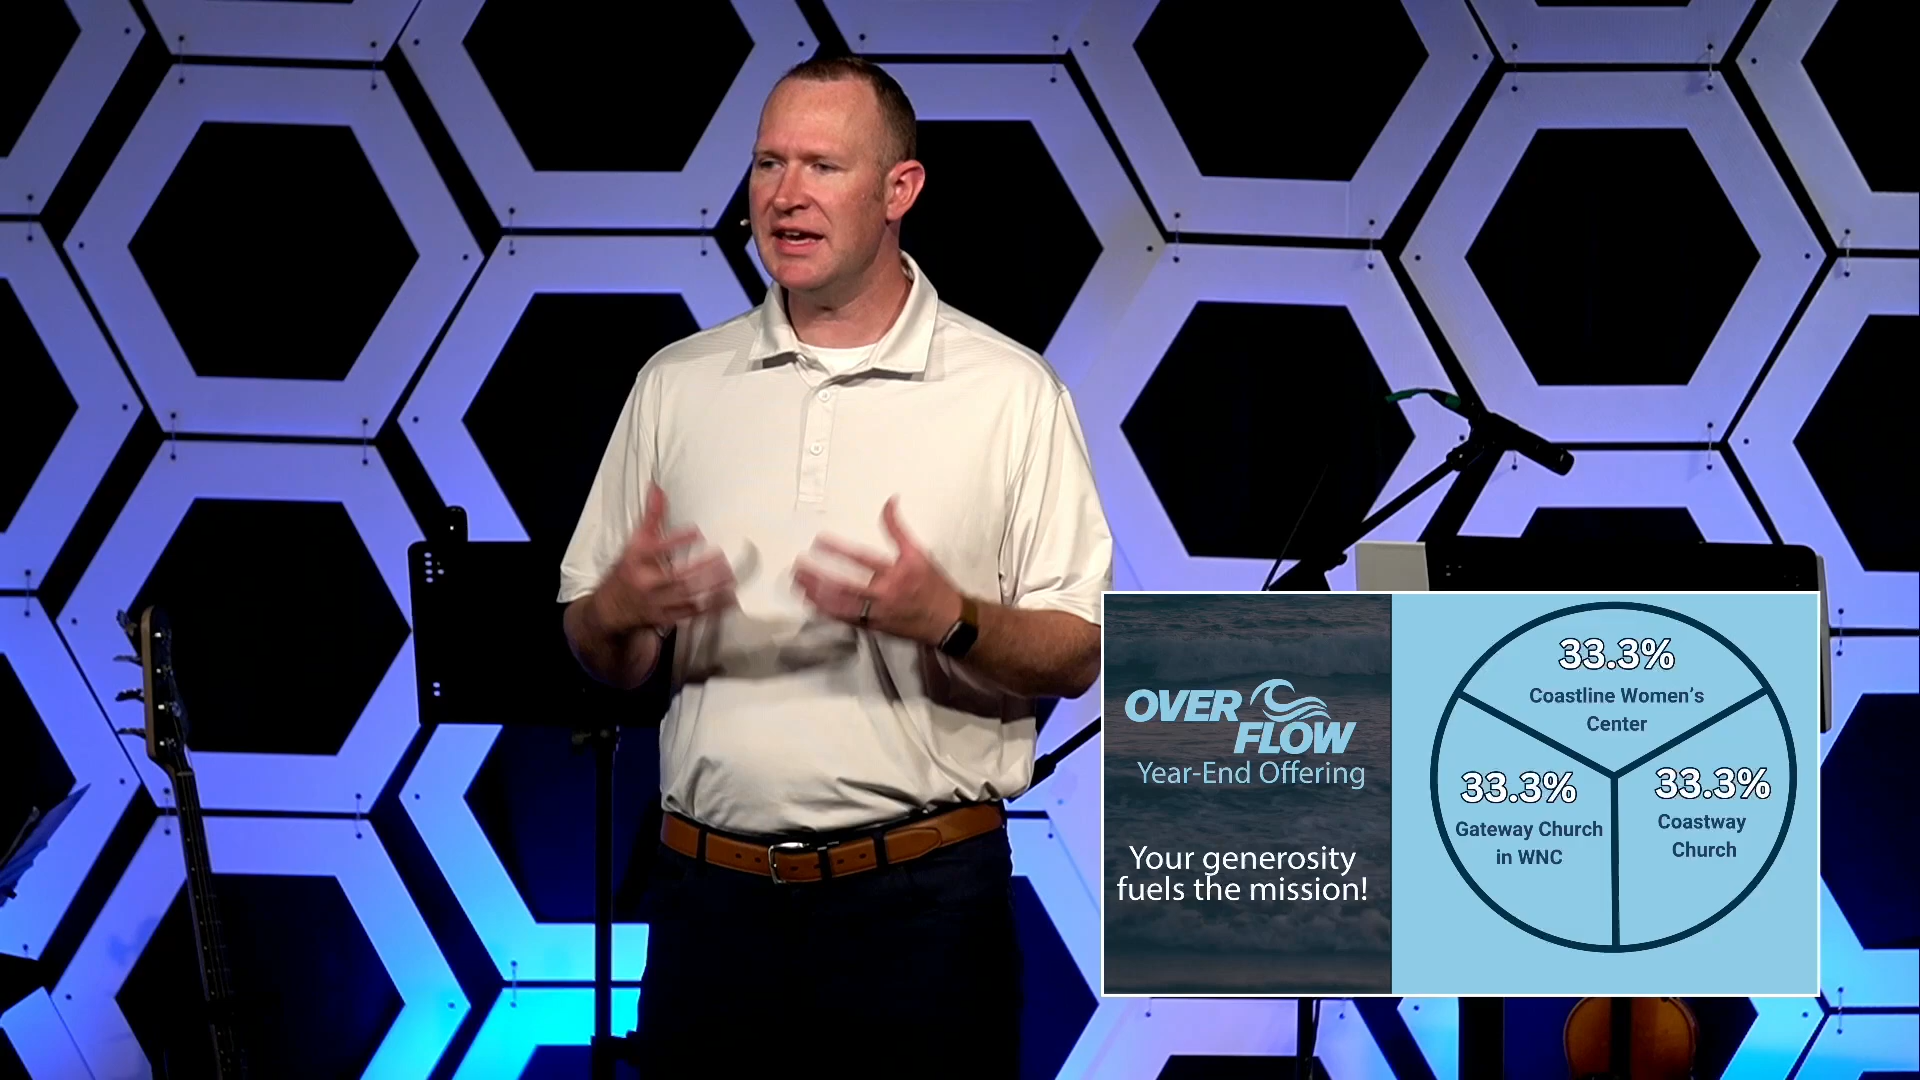 OVER
FLOW
Year-End Offering
Your generosity
fuels the mission!
33.3%
Coastline Women's
Center
33.3%
Gateway Church
in WNC
33.3%
Coastway
Church